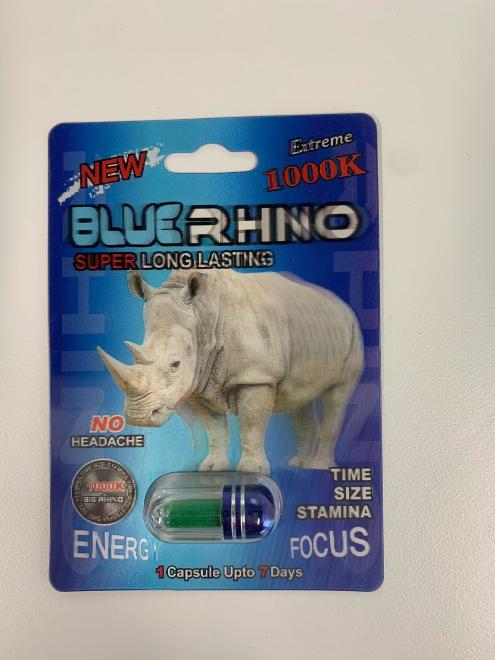 NEW
Extreme
1000K
BLUE RHINO
SUPER LONG LASTING
NO
HEADACHE
1000K
BIG RHINO
TIME
SIZE
STAMINA
ENERGY
FOCUS
1 Capsule Upto 7 Days